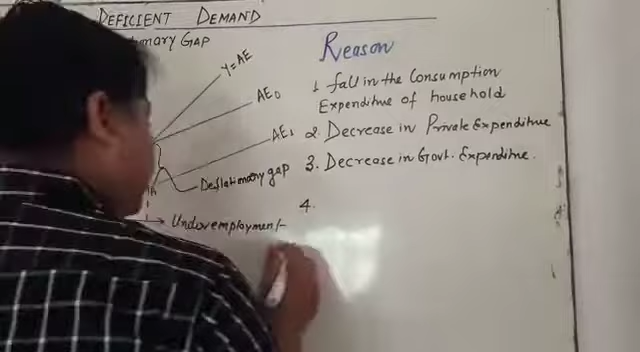 DEFICIENT DEMAND
GAP
Y=AE
AE0
AE1
Deflationary gap
Underemployment
Reason
1. fall in the Consumption
Expenditure of household
2. Decrease in Private Expenditure
3. Decrease in Govt. Expenditure.
4.